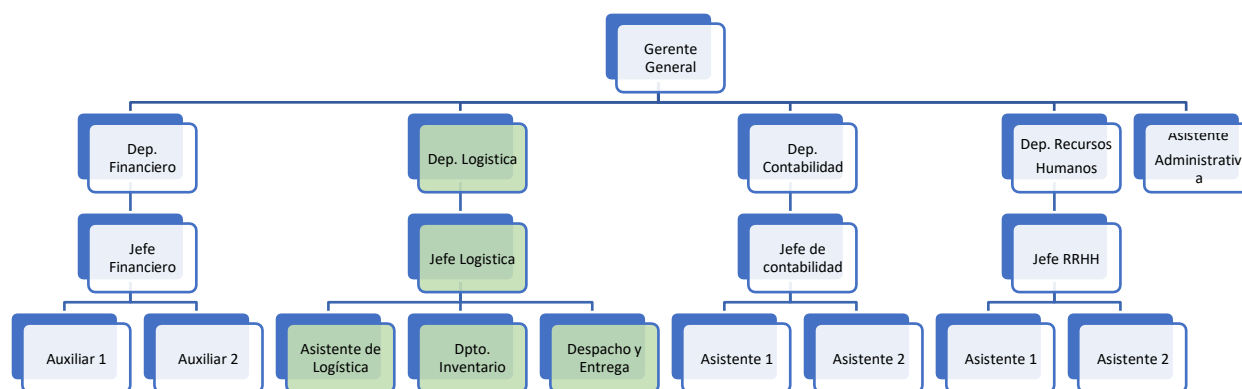 Gerente
General
Dep.
Financiero
Dep. Logistica
Dep.
Contabilidad
Dep. Recursos
Humanos
Asistente
Administrativ
a
Jefe
Financiero
Jefe Logistica
Jefe de
contabilidad
Jefe RRHH
Auxiliar 1
Auxiliar 2
Asistente de
Logística
Dpto.
Inventario
Despacho y
Entrega
Asistente 1
Asistente 2
Asistente 1
Asistente 2